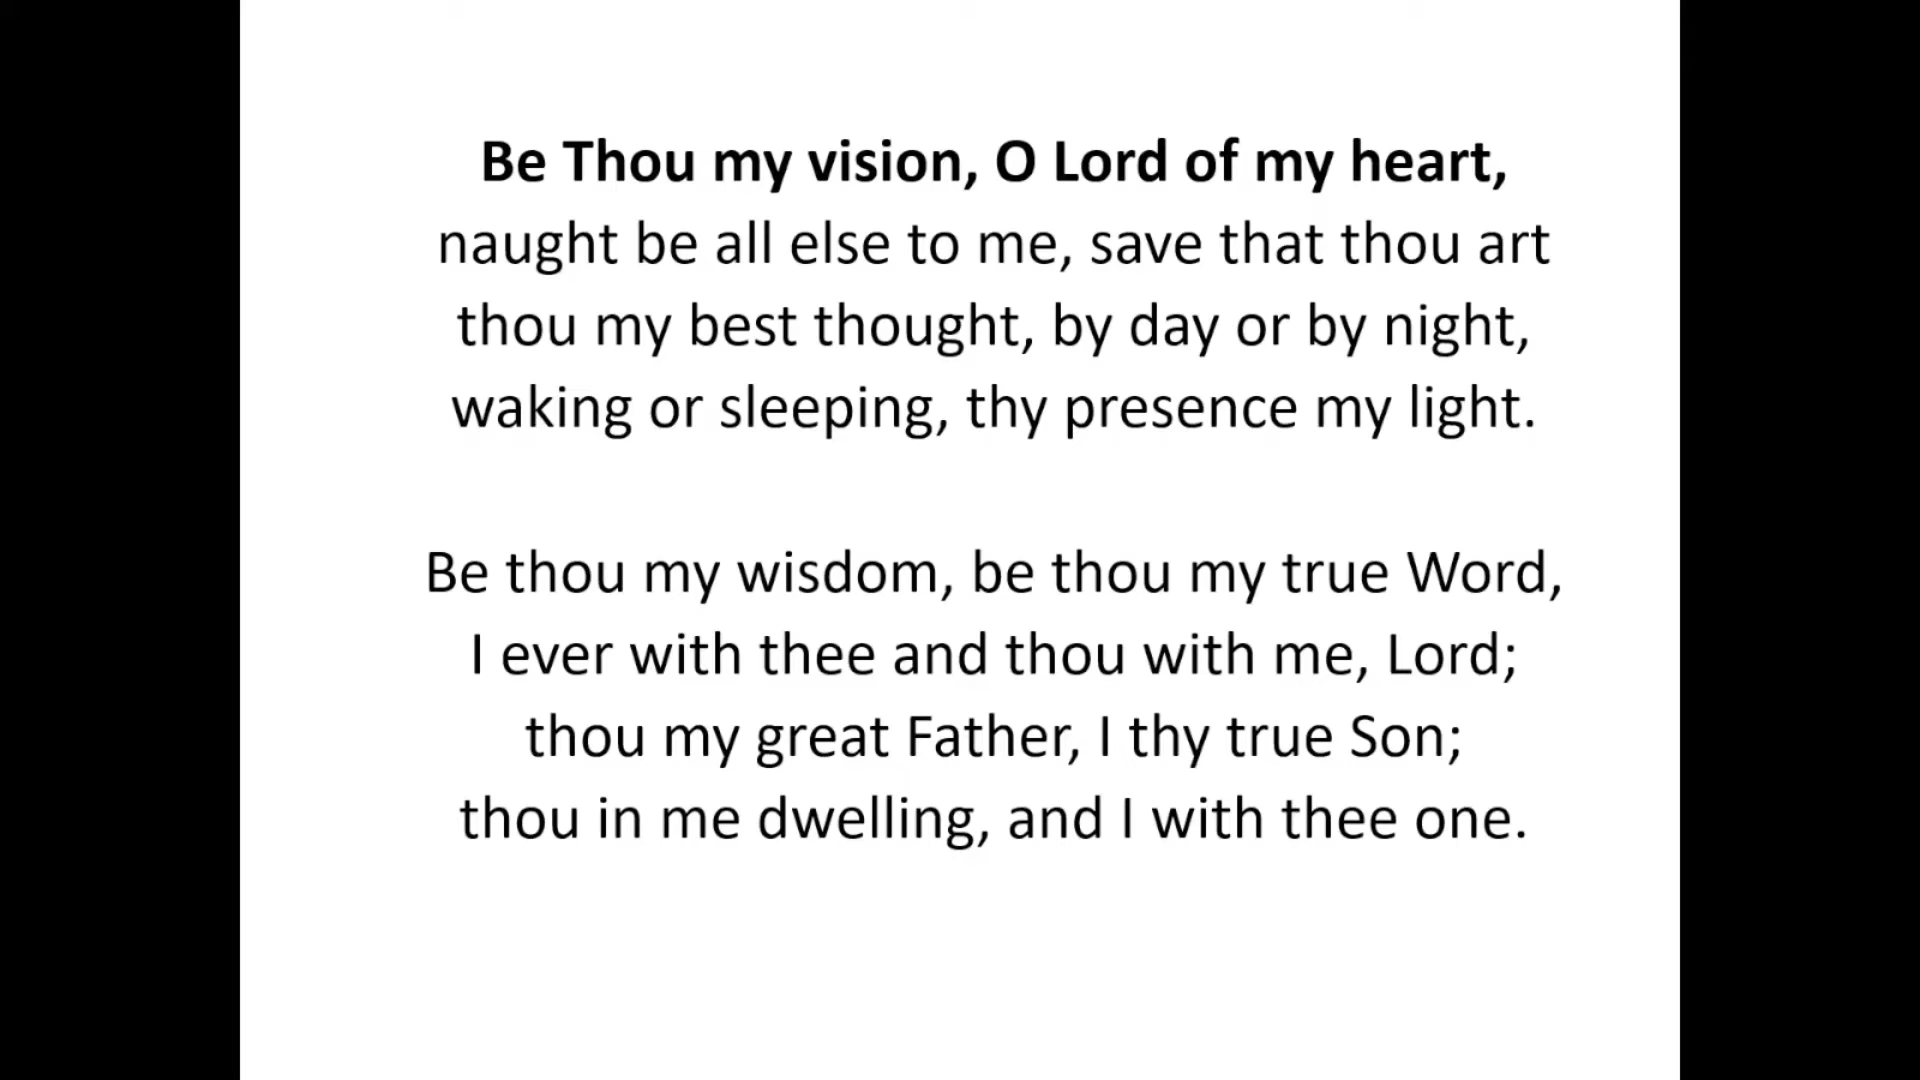 Be Thou my vision, O Lord of my heart,
naught be all else to me, save that thou art
thou my best thought, by day or by night,
waking or sleeping, thy presence my light.
Be thou my wisdom, be thou my true Word,
I ever with thee and thou with me, Lord;
thou my great Father, I thy true Son;
thou in me dwelling, and I with thee one.